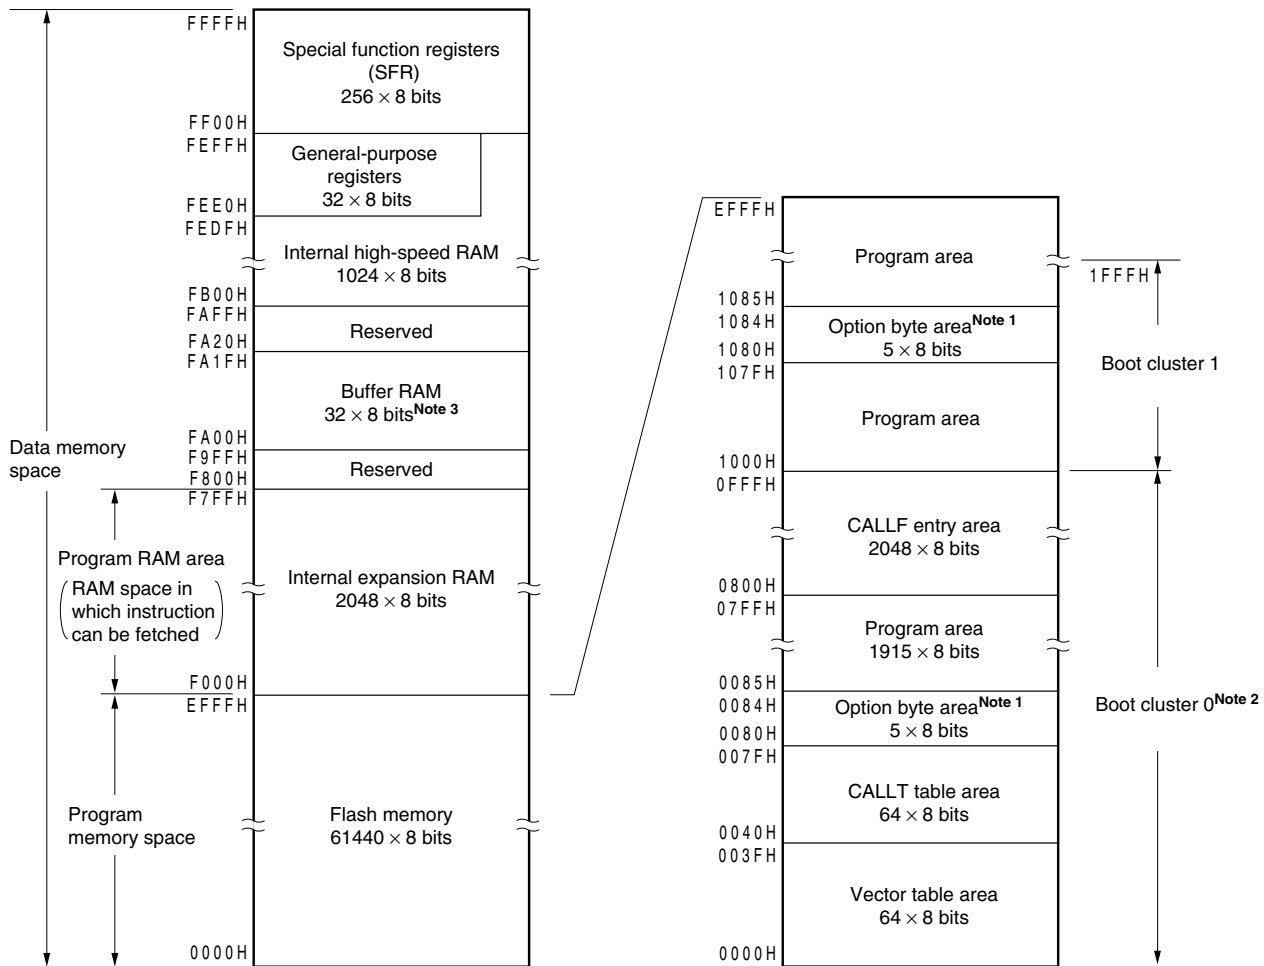 FFFFH
Special function registers
(SFR)
256 × 8 bits
FF00H
FEFFH
General-purpose
registers
32 × 8 bits
FEE0H
FEDFH
Internal high-speed RAM
1024 × 8 bits
FB00H
FAFFH
Reserved
FA20H
FA1FH
Buffer RAM
32 × 8 bitsNote 3
FA00H
F9FFH
Reserved
F800H
F7FFH
Data memory
space
Program RAM area
RAM space in
which instruction
can be fetched
Internal expansion RAM
2048 × 8 bits
F000H
EFFFH
Program
memory space
Flash memory
61440 × 8 bits
0000H
EFFFH
Program area
1FFFH
1085H
1084H
Option byte areaNote 1
5 × 8 bits
1080H
107FH
Boot cluster 1
Program area
1000H
0FFFH
CALLF entry area
2048 × 8 bits
0800H
07FFH
Program area
1915 × 8 bits
0085H
0084H
Option byte areaNote 1
5 × 8 bits
Boot cluster 0Note 2
0080H
007FH
CALLT table area
64 × 8 bits
0040H
003FH
Vector table area
64 × 8 bits
0000H